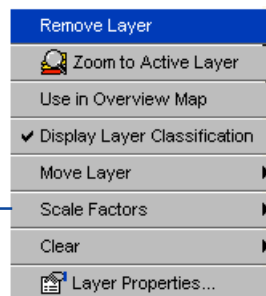 Remove Layer
Zoom to Active Layer
Use in Overview Map
Display Layer Classification
Move Layer
Scale Factors
Clear
Layer Properties...